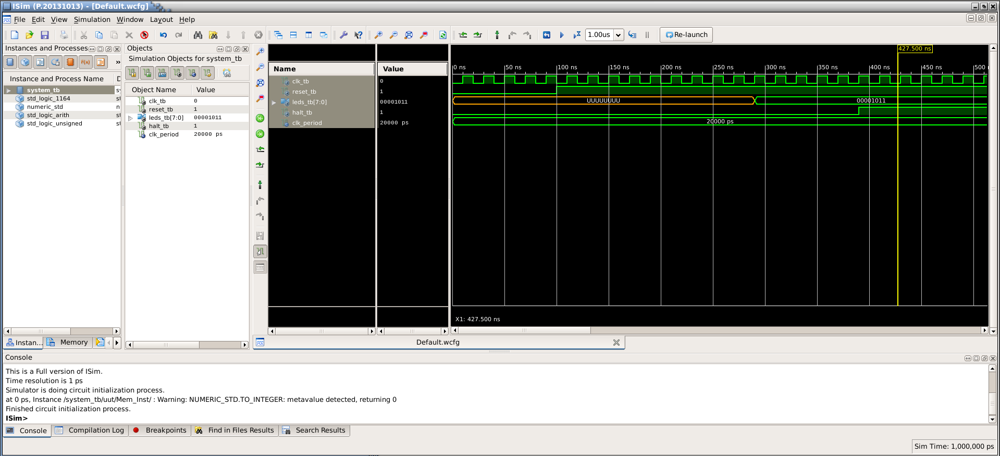 ISim (P.20131013) - [Default.wcfg]
File Edit View Simulation Window Layout Help
1.00us Re-launch
Instances and Processes
Instance and Process Name D
system_tb sy
std_logic_1164 st
numeric_std n
std_logic_arith st
std_logic_unsigned st
Instan... Memory
Objects
Simulation Objects for system_tb
Object Name Value
clk_tb 0
reset_tb 1
leds_tb[7:0] 00001011
halt_tb 1
clk_period 20000 ps
Name Value
clk_tb 0
reset_tb 1
leds_tb[7:0] 00001011
halt_tb 1
clk_period 20000 ps
427.500 ns
0 ns 50 ns 100 ns 150 ns 200 ns 250 ns 300 ns 350 ns 400 ns 450 ns 500
UUUUUUUU 00001011
20000 ps
X1: 427.500 ns
Default.wcfg
Console
This is a Full version of ISim.
Time resolution is 1 ps
Simulator is doing circuit initialization process.
at 0 ps, Instance /system_tb/uut/Mem_Inst/ : Warning: NUMERIC_STD.TO_INTEGER: metavalue detected, returning 0
Finished circuit initialization process.
ISim>
Console Compilation Log Breakpoints Find in Files Results Search Results
Sim Time: 1,000,000 ps